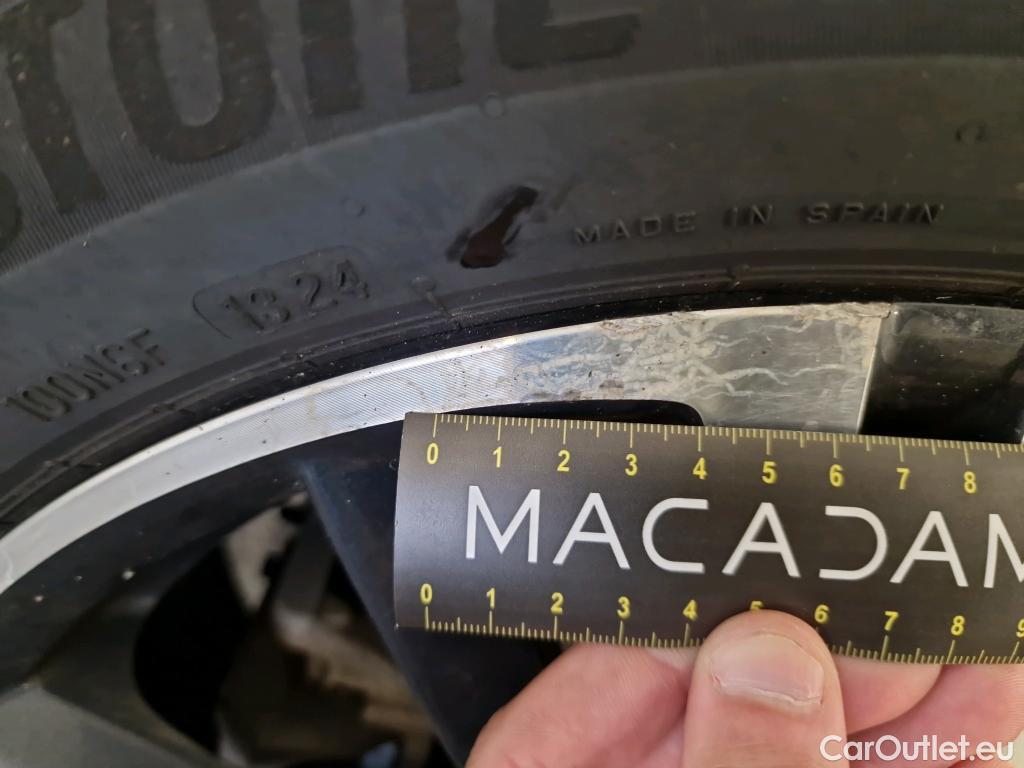 MADE IN SPAIN
1324
100N6F
0 1 2 3 4 5 6 7 8
MACADAM
0 1 2 3 4 5 6 7 8 9
CarOutlet.eu